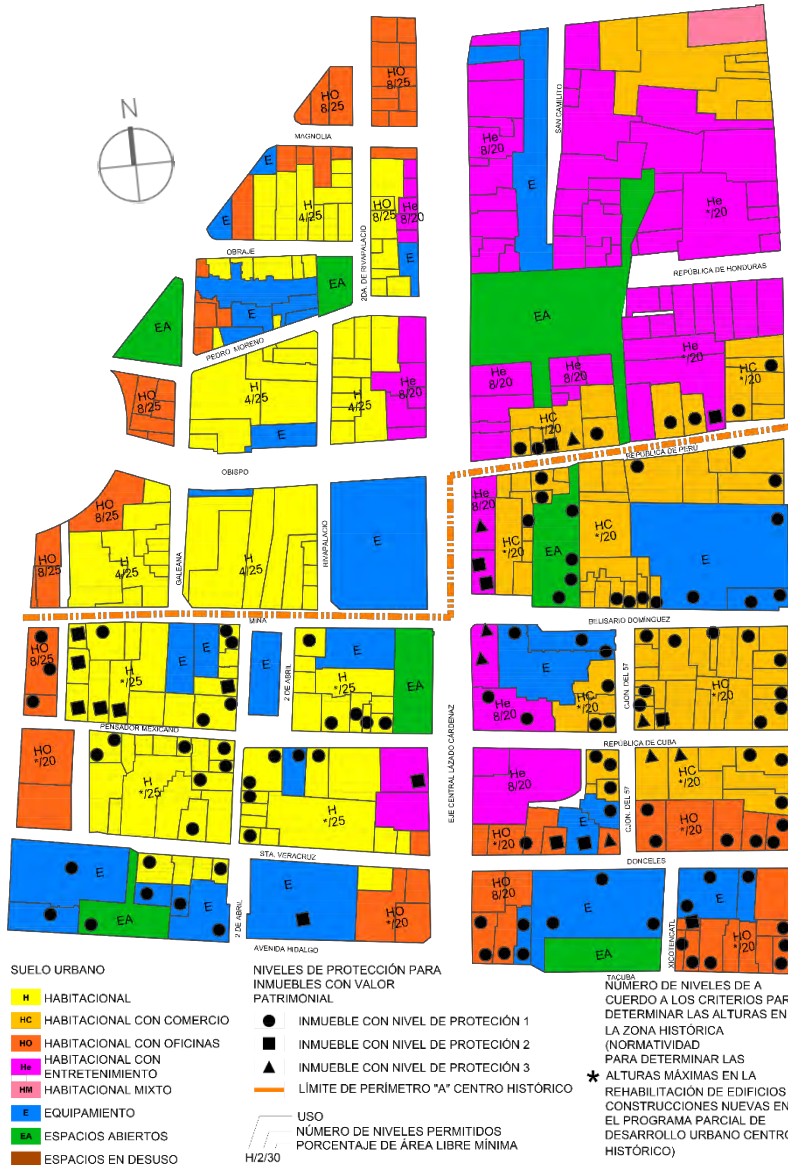 N
HO
8/25
MAGNOLIA
E
H
4/25
HO
8/25
He
8/20
E
E
OBRAJE
2DA. DE RIVAPALACIO
EA
E
EA
PEDRO MORENO
HO
8/25
H
4/25
H
4/25
He
8/20
E
OBISPO
HO
8/25
HO
8/25
H
4/25
GALEANA
H
4/25
RIVAPALACIO
E
MINA
SAN CAMILITO
He
8/20
E
He
*/20
REPÚBLICA DE HONDURAS
EA
He
8/20
He
8/20
He
*/20
HC
*/20
HC
*/20
REPÚBLICA DE PERÚ
He
8/20
HC
*/20
EA
HC
*/20
E
BELISARIO DOMÍNGUEZ
HO
8/25
H
*/25
E
E
E
2 DE ABRIL
E
H
*/25
EA
PENSADOR MEXICANO
EJE CENTRAL LÁZADO CÁRDENAZ
E
He
8/20
HC
*/20
CJON. DEL 57
HO
*/20
REPÚBLICA DE CUBA
HO
*/20
H
*/25
H
*/25
He
8/20
E
HO
*/20
CJON. DEL 57
HC
*/20
HO
*/20
STA. VERACRUZ
DONCELES
E
EA
E
2 DE ABRIL
E
HO
*/20
AVENIDA HIDALGO
HO
8/20
E
EA
XICOTENCATL
E
HO
*/20
TACUBA
SUELO URBANO
H HABITACIONAL
HC HABITACIONAL CON COMERCIO
HO HABITACIONAL CON OFICINAS
He HABITACIONAL CON
ENTRETENIMIENTO
HM HABITACIONAL MIXTO
E EQUIPAMIENTO
EA ESPACIOS ABIERTOS
ESPACIOS EN DESUSO
NIVELES DE PROTECCIÓN PARA
INMUEBLES CON VALOR
PATRIMONIAL
INMUEBLE CON NIVEL DE PROTECIÓN 1
INMUEBLE CON NIVEL DE PROTECIÓN 2
INMUEBLE CON NIVEL DE PROTECIÓN 3
LÍMITE DE PERÍMETRO "A" CENTRO HISTÓRICO
USO
NÚMERO DE NIVELES PERMITIDOS
PORCENTAJE DE ÁREA LIBRE MÍNIMA
H/2/30
NÚMERO DE NIVELES DE A
CUERDO A LOS CRITERIOS PAR
DETERMINAR LAS ALTURAS EN
LA ZONA HISTÓRICA
(NORMATIVIDAD
PARA DETERMINAR LAS
* ALTURAS MÁXIMAS EN LA
REHABILITACIÓN DE EDIFICIOS
CONSTRUCCIONES NUEVAS EN
EL PROGRAMA PARCIAL DE
DESARROLLO URBANO CENTRO
HISTÓRICO)